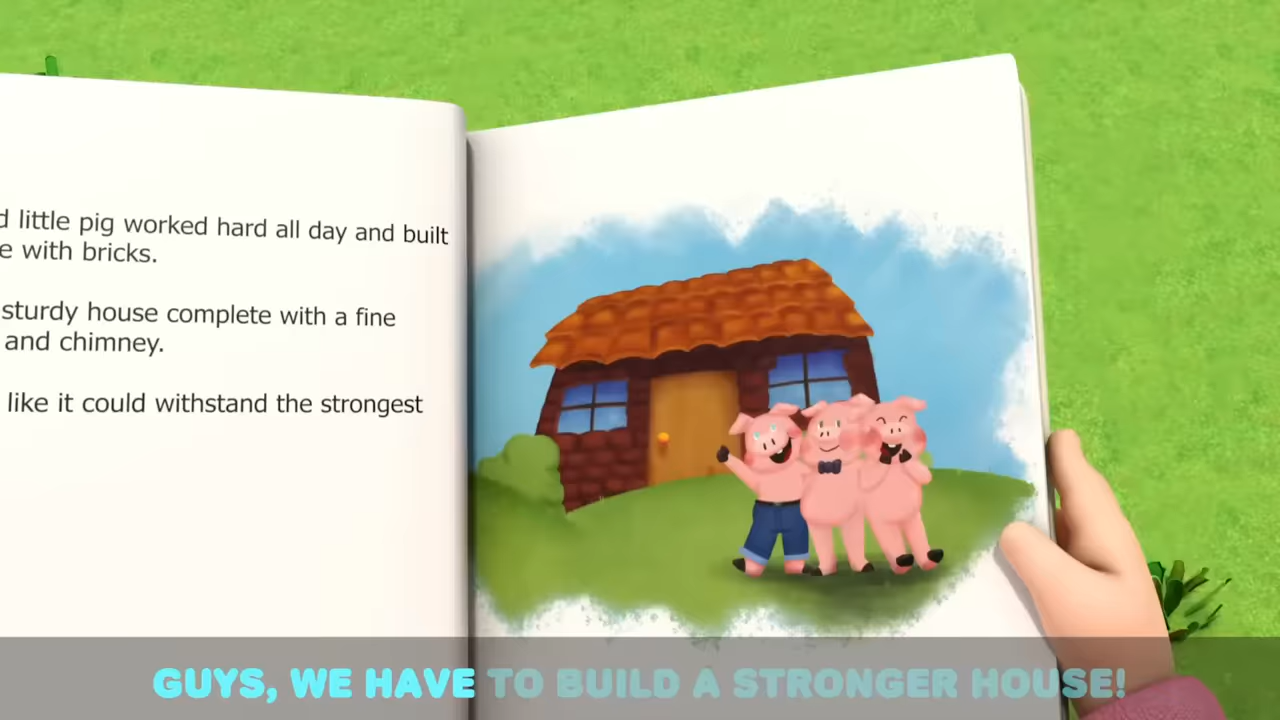 little pig worked hard all day and built
with bricks.
sturdy house complete with a fine
and chimney.
like it could withstand the strongest
GUYS, WE HAVE TO BUILD A STRONGER HOUSE!